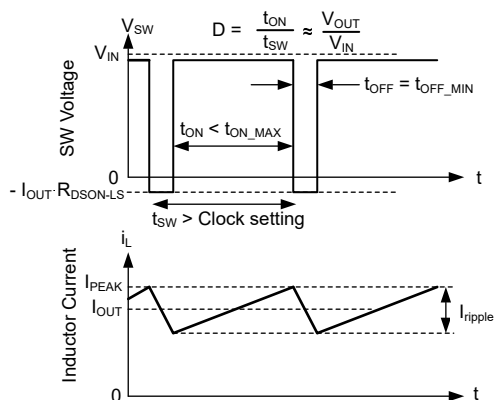 V_SW
D = t_ON / t_SW ≈ V_OUT / V_IN
V_IN
t_OFF = t_OFF_MIN
SW Voltage
t_ON < t_ON_MAX
0
t
- I_OUT·R_DSON-LS
t_SW > Clock setting
i_L
I_PEAK
I_OUT
Inductor Current
I_ripple
0
t